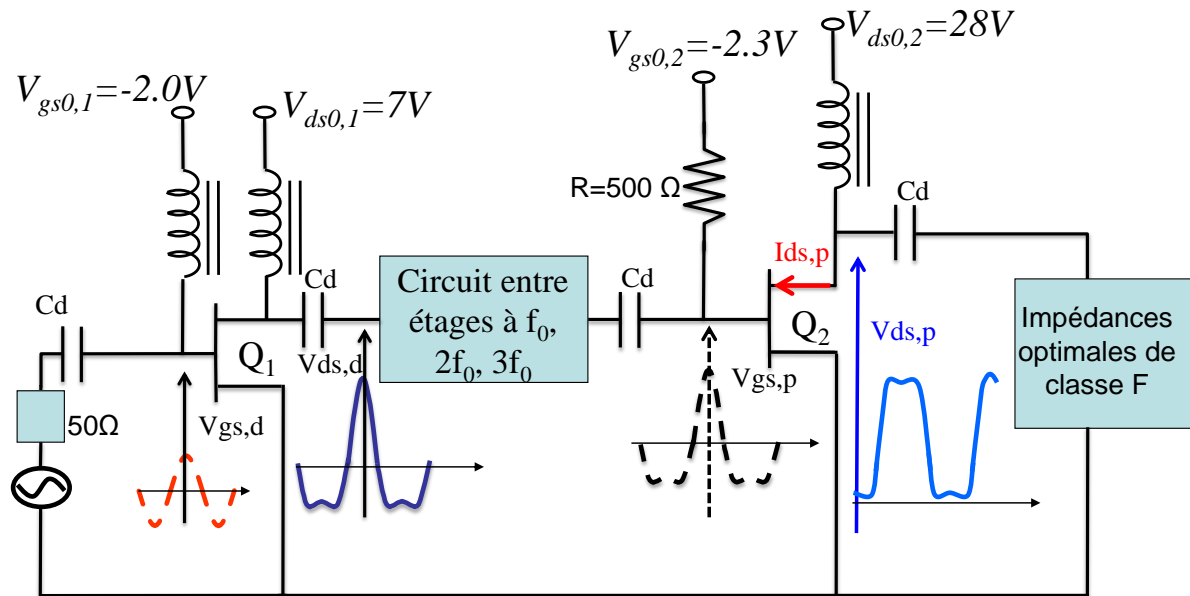 Vds0,2=28V
Vgs0,2=-2.3V
Vgs0,1=-2.0V
Vds0,1=7V
R=500 Ω
Cd
Ids,p
Cd
Cd
Cd
Circuit entre
étages à f0,
2f0, 3f0
Q1
Q2
Vds,d
Vds,p
Impédances
optimales de
classe F
Vgs,p
50Ω
Vgs,d